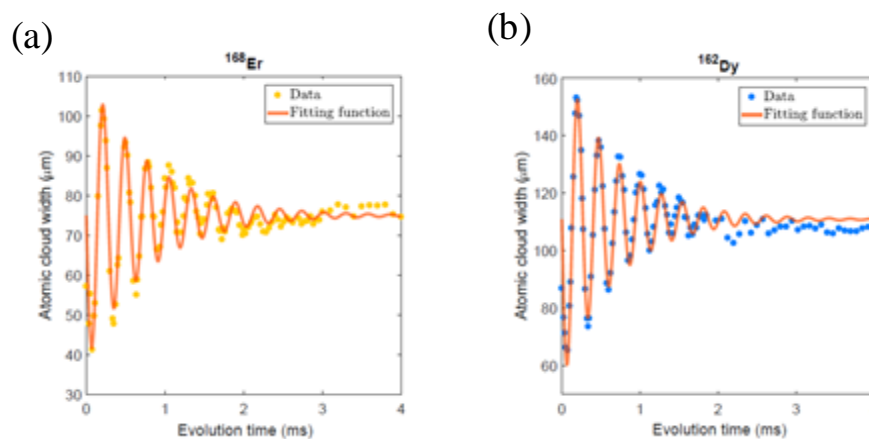 (a)
(b)
168Er
162Dy
110
100
90
80
70
60
50
40
30
Atomic cloud width (μm)
Data
Fitting function
0
1
2
3
4
Evolution time (ms)
160
140
120
100
80
60
Atomic cloud width (μm)
Data
Fitting function
0
1
2
3
Evolution time (ms)